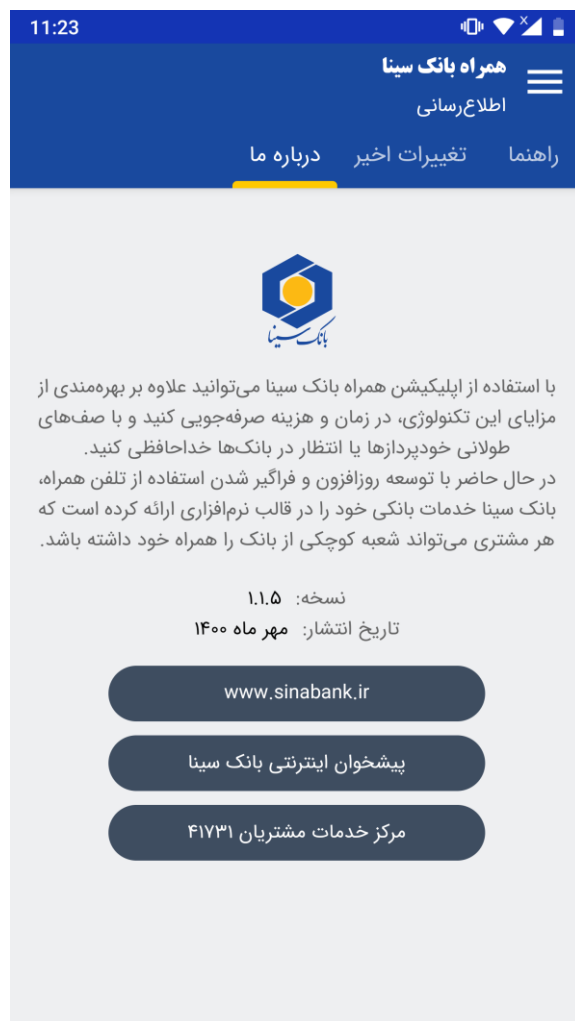 11:23
همراه بانک سینا
اطلاع‌رسانی
راهنما
تغییرات اخیر
درباره ما
بانک سینا
با استفاده از اپلیکیشن همراه بانک سینا می‌توانید علاوه بر بهره‌مندی از
مزایای این تکنولوژی، در زمان و هزینه صرفه‌جویی کنید و با صف‌های
طولانی خودپردازها یا انتظار در بانک‌ها خداحافظی کنید.
در حال حاضر با توسعه روزافزون و فراگیر شدن استفاده از تلفن همراه،
بانک سینا خدمات بانکی خود را در قالب نرم‌افزاری ارائه کرده است که
هر مشتری می‌تواند شعبه کوچکی از بانک را همراه خود داشته باشد.
نسخه: ۱.۱.۵
تاریخ انتشار: مهر ماه ۱۴۰۰
www.sinabank.ir
پیشخوان اینترنتی بانک سینا
مرکز خدمات مشتریان ۴۱۷۳۱